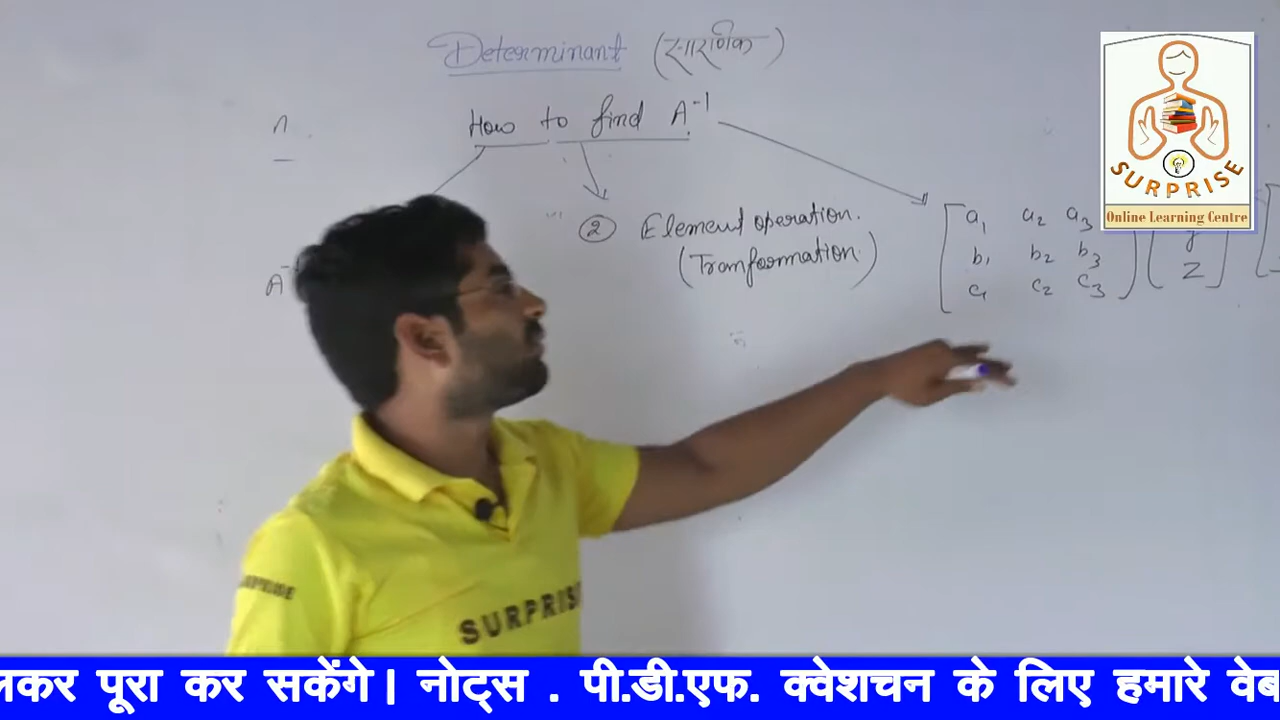 Determinant (सारणिक)
How to find A⁻¹
n
② Element operation.
(Tranformation)
A⁻
a₁ a₂ a₃
b₁ b₂ b₃
c₁ c₂ c₃
y
z
SURPRISE
Online Learning Centre
SURPRISE
लकर पूरा कर सकेंगे। नोट्स . पी.डी.एफ. क्वेशचन के लिए हमारे वेब